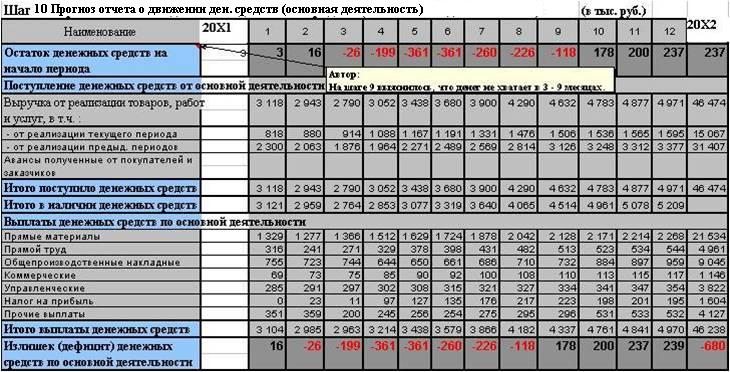 Шаг 10 Прогноз отчета о движении ден. средств (основная деятельность) (в тыс. руб.)
Наименование 20X1 1 2 3 4 5 6 7 8 9 10 11 12 20X2
Остаток денежных средств на начало периода 3 16 -26 -199 -361 -361 -260 -226 -118 178 200 237 237
Автор:
На шаге 9 выяснилось, что денег не хватает в 3 - 9 месяцах.
Поступление денежных средств от основной деятельности
Выручка от реализации товаров, работ и услуг, в т.ч. : 3 118 2 943 2 790 3 052 3 438 3 680 3 900 4 290 4 632 4 783 4 877 4 971 46 474
- от реализации текущего периода 818 880 914 1 088 1 167 1 191 1 331 1 476 1 506 1 536 1 565 1 595 15 067
- от реализации предыд. периодов 2 300 2 063 1 876 1 964 2 271 2 489 2 569 2 814 3 126 3 248 3 312 3 377 31 407
Авансы полученные от покупателей и заказчиков
Итого поступило денежных средств 3 118 2 943 2 790 3 052 3 438 3 680 3 900 4 290 4 632 4 783 4 877 4 971 46 474
Итого в наличии денежных средств 3 121 2 959 2 764 2 853 3 077 3 319 3 640 4 065 4 514 4 961 5 078 5 209
Выплаты денежных средств по основной деятельности
Прямые материалы 1 329 1 277 1 366 1 512 1 629 1 724 1 878 2 042 2 128 2 171 2 214 2 268 21 534
Прямой труд 316 241 271 329 378 398 431 482 513 523 534 544 4 961
Общепроизводственные накладные 755 723 744 644 650 661 686 710 732 884 897 959 9 045
Коммерческие 69 73 75 85 90 92 100 108 110 113 115 117 1 146
Управленческие 285 291 297 302 308 315 321 327 334 341 347 354 3 822
Налог на прибыль 0 23 11 97 127 135 176 217 223 198 201 195 1 604
Прочие выплаты 351 359 200 245 256 254 275 295 296 531 533 532 4 127
Итого выплаты денежных средств 3 104 2 985 2 963 3 214 3 438 3 579 3 866 4 182 4 337 4 761 4 841 4 970 46 238
Излишек (дефицит) денежных средств по основной деятельности 16 -26 -199 -361 -361 -260 -226 -118 178 200 237 239 -680